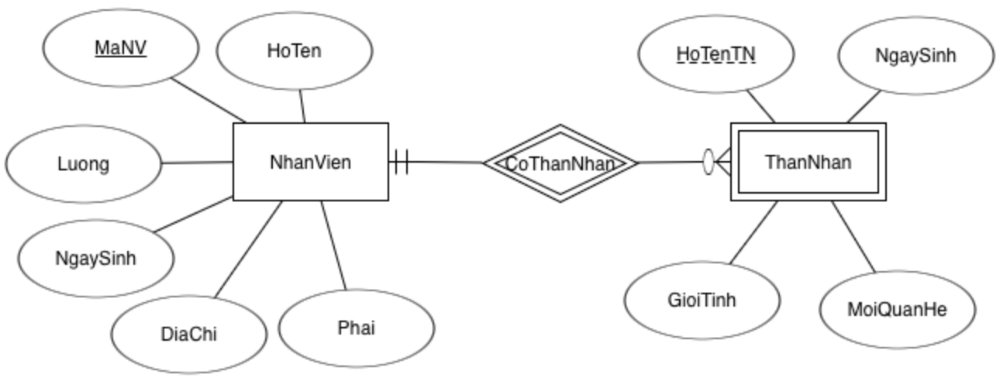 MaNV
HoTen
HoTenTN
NgaySinh
Luong
NhanVien
CoThanNhan
ThanNhan
NgaySinh
DiaChi
Phai
GioiTinh
MoiQuanHe